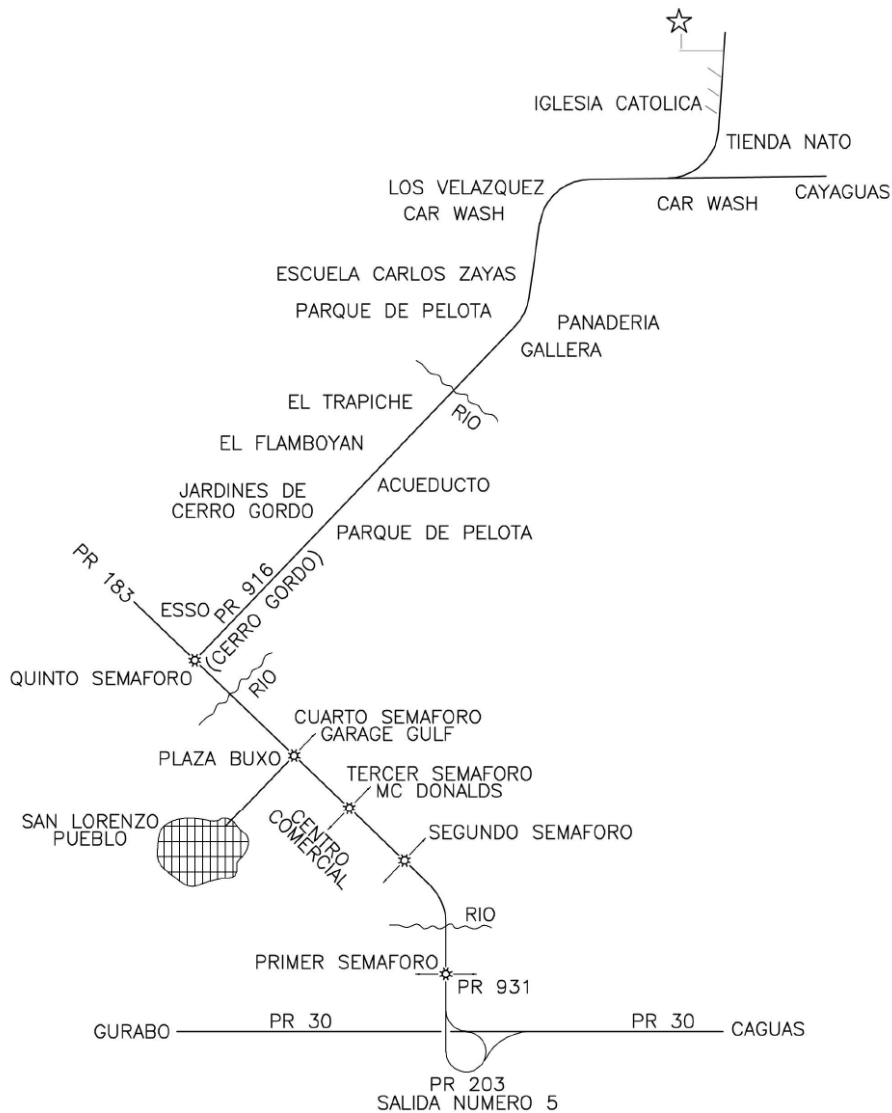 IGLESIA CATOLICA
TIENDA NATO
LOS VELAZQUEZ
CAR WASH
CAR WASH
CAYAGUAS
ESCUELA CARLOS ZAYAS
PARQUE DE PELOTA
PANADERIA
GALLERA
EL TRAPICHE
RIO
EL FLAMBOYAN
ACUEDUCTO
JARDINES DE
CERRO GORDO
PARQUE DE PELOTA
PR 183
ESSO
PR 916
(CERRO GORDO)
QUINTO SEMAFORO
RIO
CUARTO SEMAFORO
GARAGE GULF
PLAZA BUXO
TERCER SEMAFORO
MC DONALDS
SAN LORENZO
PUEBLO
CENTRO
COMERCIAL
SEGUNDO SEMAFORO
RIO
PRIMER SEMAFORO
PR 931
GURABO
PR 30
PR 30
CAGUAS
PR 203
SALIDA NUMERO 5